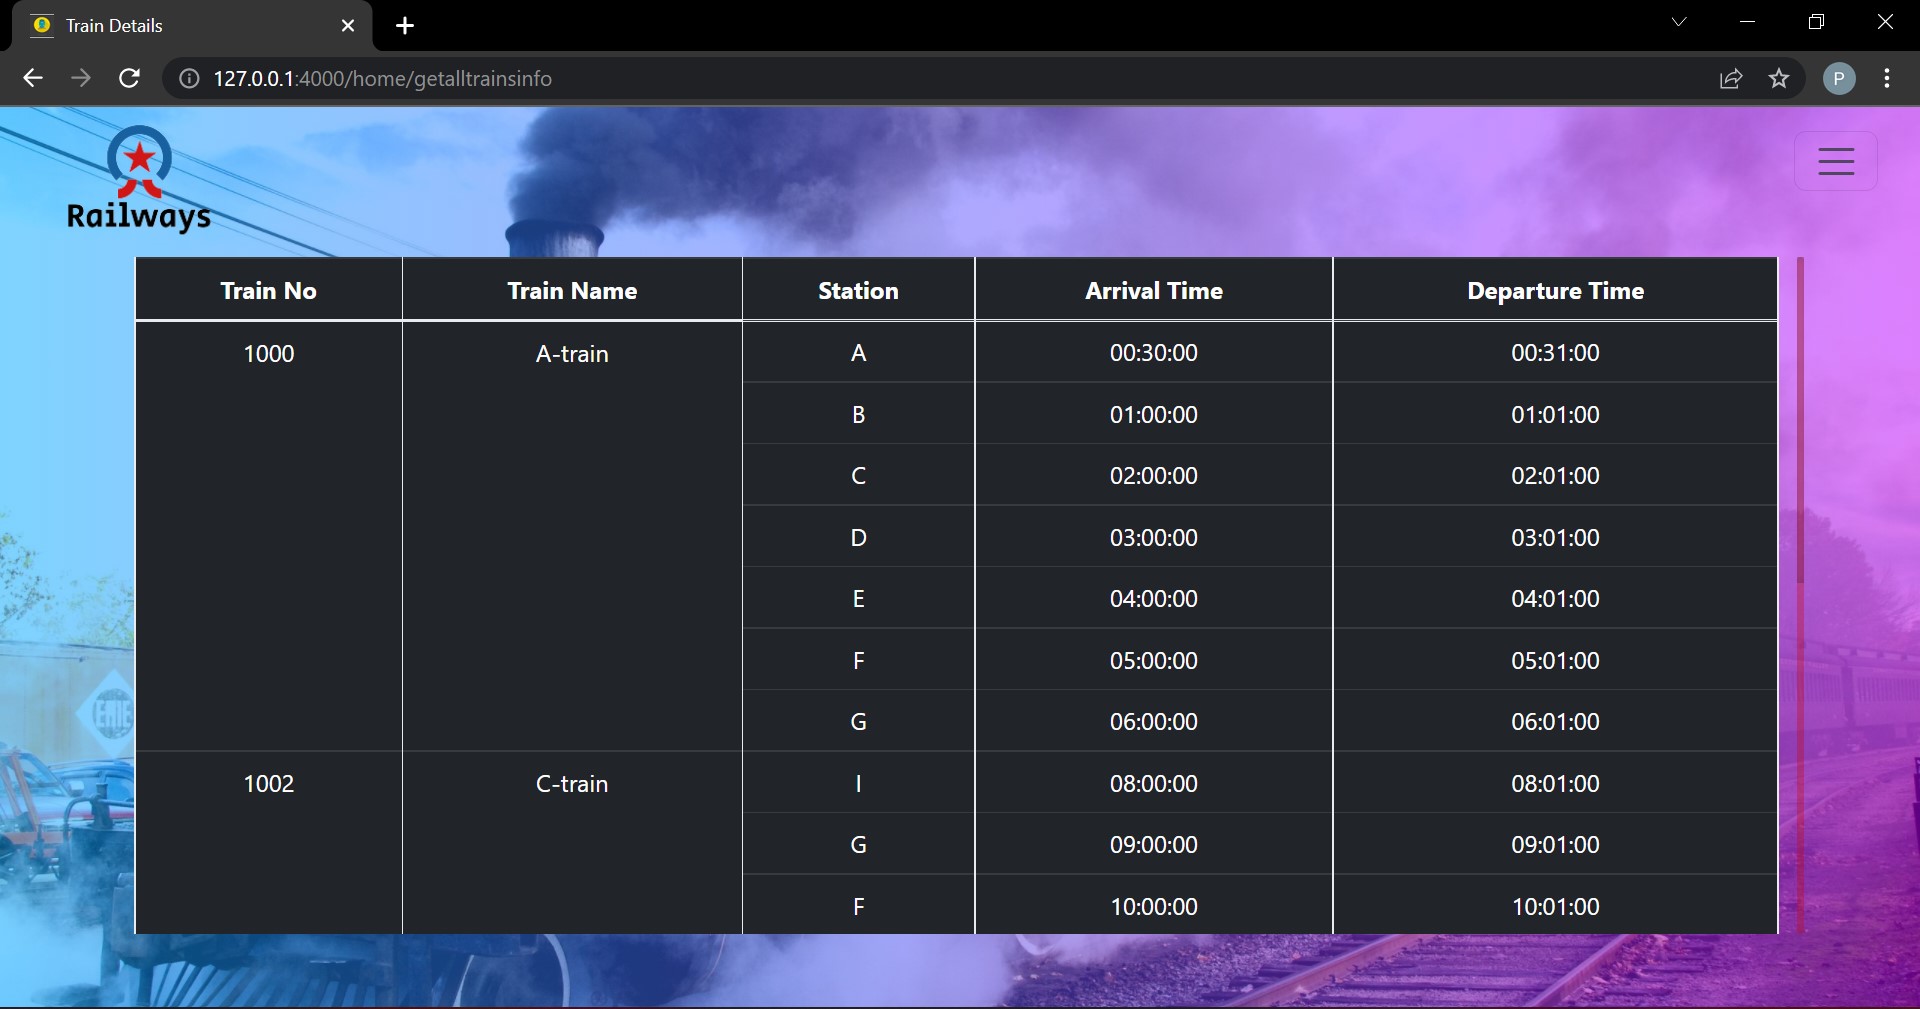 Train Details
127.0.0.1:4000/home/getalltrainsinfo
P
Railways
Train No Train Name Station Arrival Time Departure Time
1000 A-train A 00:30:00 00:31:00
B 01:00:00 01:01:00
C 02:00:00 02:01:00
D 03:00:00 03:01:00
E 04:00:00 04:01:00
F 05:00:00 05:01:00
G 06:00:00 06:01:00
ERIE
1002 C-train I 08:00:00 08:01:00
G 09:00:00 09:01:00
F 10:00:00 10:01:00